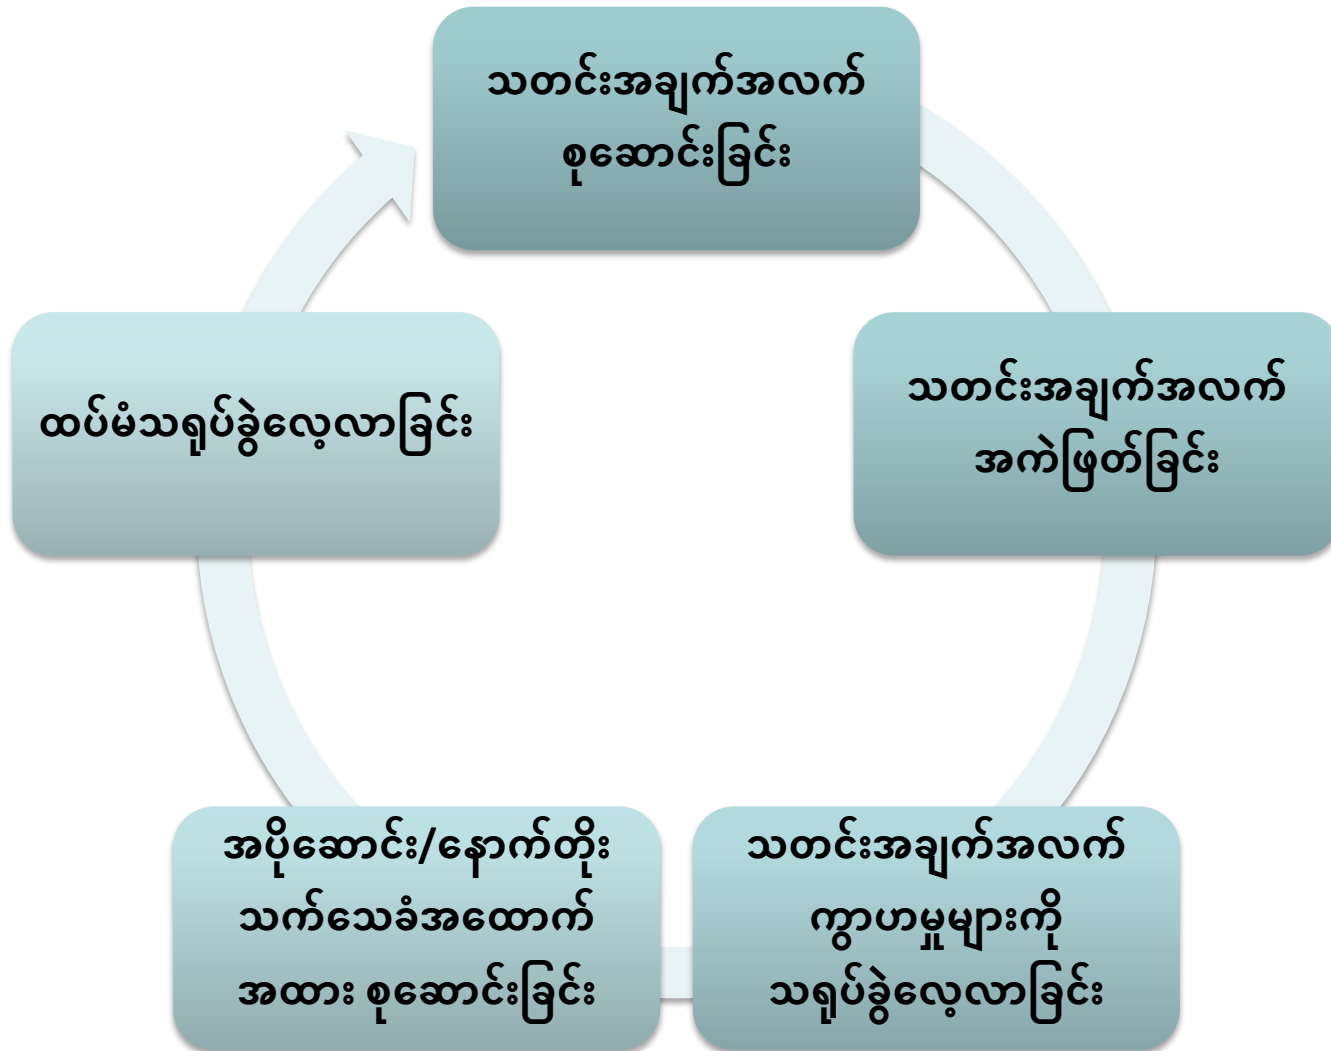 သတင်းအချက်အလက်
စုဆောင်းခြင်း
သတင်းအချက်အလက်
အကဲဖြတ်ခြင်း
သတင်းအချက်အလက်
ကွာဟမှုများကို
သရုပ်ခွဲလေ့လာခြင်း
အပိုဆောင်း/နောက်တိုး
သက်သေခံအထောက်
အထား စုဆောင်းခြင်း
ထပ်မံသရုပ်ခွဲလေ့လာခြင်း